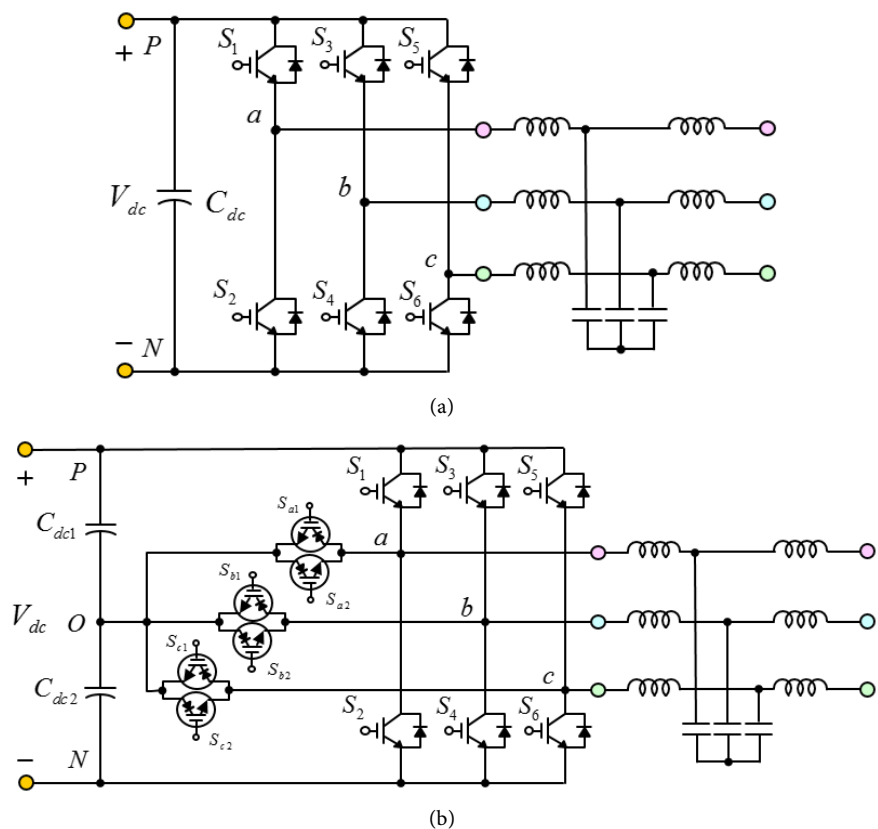 S1 S3 S5
+ P
a
b
Vdc Cdc
c
S2 S4 S6
− N
(a)
P
+
S1 S3 S5
Sa1
Cdc1
a
Sb1
Sa2
Vdc O
b
Sc1
Sb2
Cdc2
c
S2 S4 S6
Sc2
− N
(b)